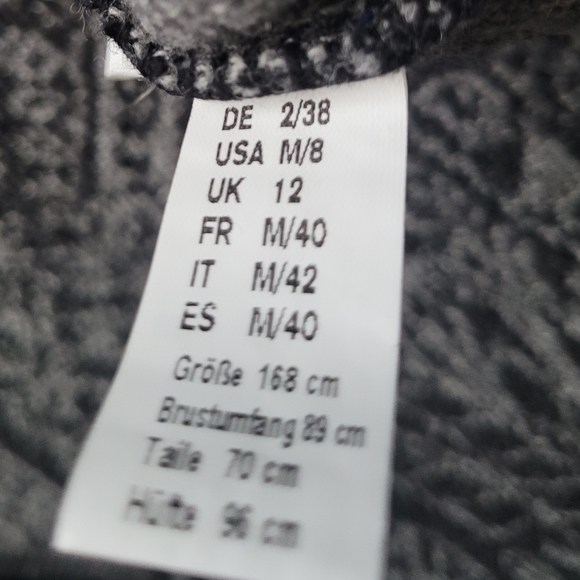 DE 2/38
USA M/8
UK 12
FR M/40
IT M/42
ES M/40
Größe 168 cm
Brustumfang 89 cm
Taile 70 cm
Hüfte 96 cm